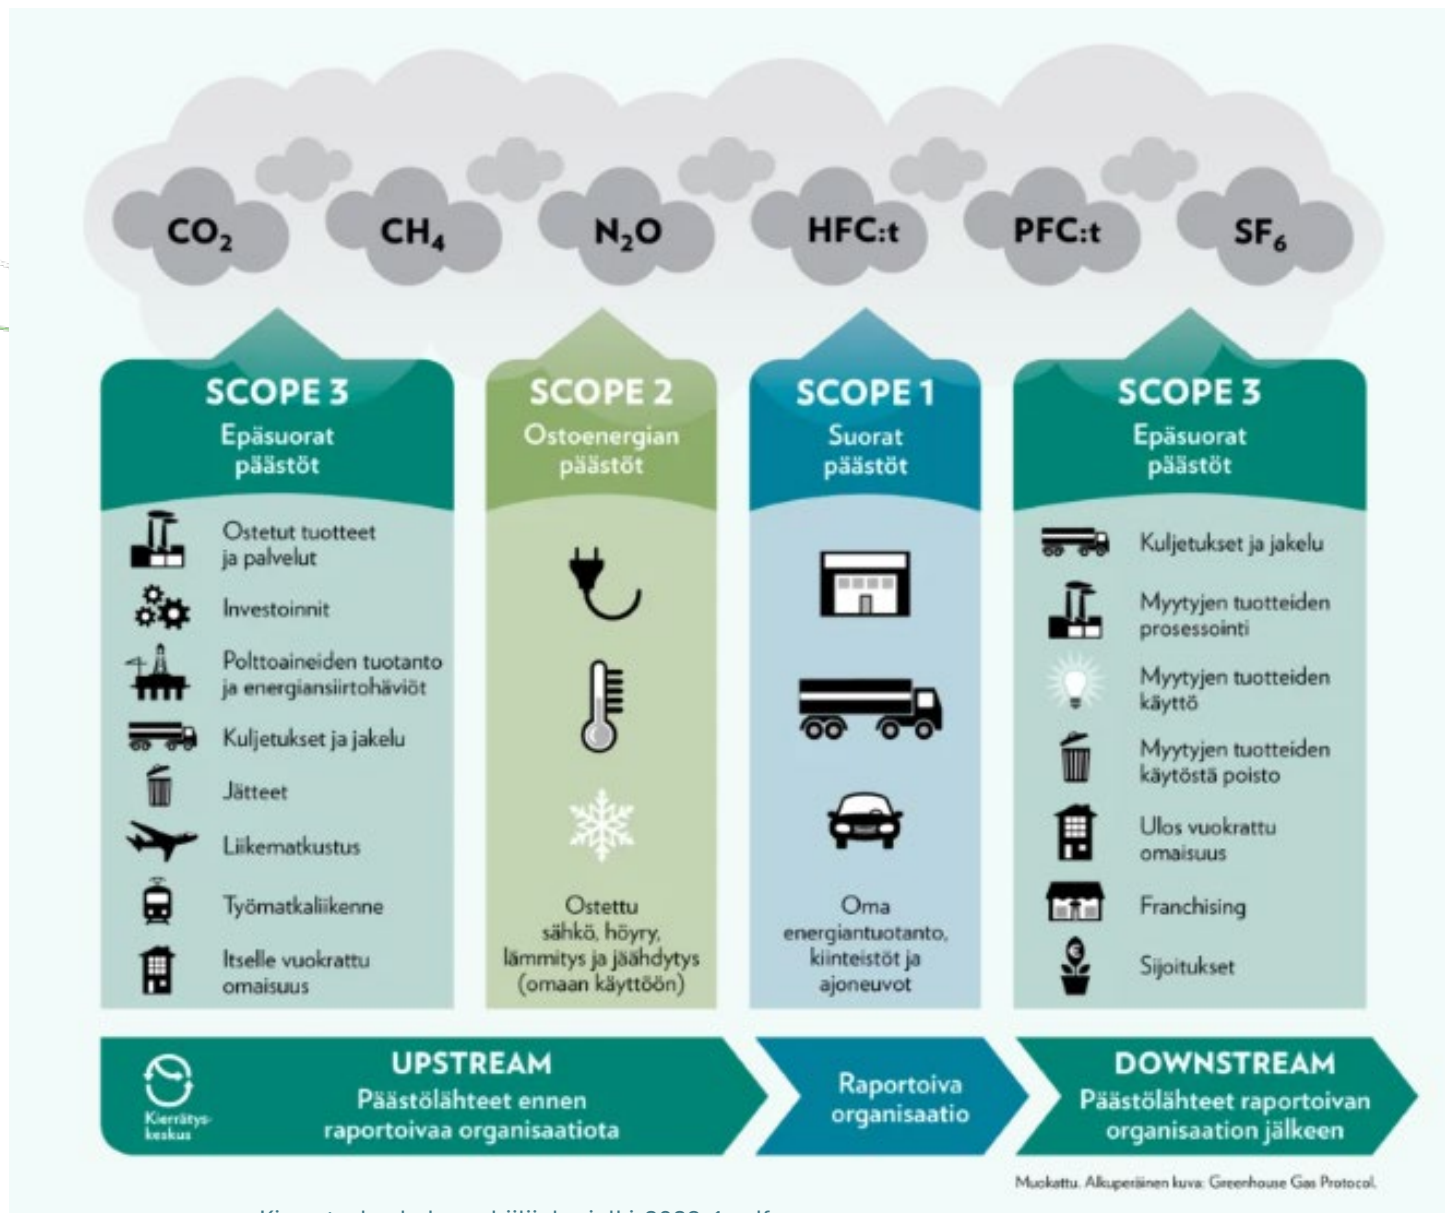 CO₂
CH₄
N₂O
HFC:t
PFC:t
SF₆
SCOPE 3
Epäsuorat
päästöt
Ostetut tuotteet
ja palvelut
Investoinnit
Polttoaineiden tuotanto
ja energiansiirtohäviöt
Kuljetukset ja jakelu
Jätteet
Liikematkustus
Työmatkaliikenne
Itselle vuokrattu
omaisuus
SCOPE 2
Ostoenergian
päästöt
Ostettu
sähkö, höyry,
lämmitys ja jäähdytys
(omaan käyttöön)
SCOPE 1
Suorat
päästöt
Oma
energiantuotanto,
kiinteistöt ja
ajoneuvot
SCOPE 3
Epäsuorat
päästöt
Kuljetukset ja jakelu
Myytyjen tuotteiden
prosessointi
Myytyjen tuotteiden
käyttö
Myytyjen tuotteiden
käytöstä poisto
Ulos vuokrattu
omaisuus
Franchising
Sijoitukset
Kierrätys-
keskus
UPSTREAM
Päästölähteet ennen
raportoivaa organisaatiota
Raportoiva
organisaatio
DOWNSTREAM
Päästölähteet raportoivan
organisaation jälkeen
Muokattu. Alkuperäinen kuva: Greenhouse Gas Protocol.